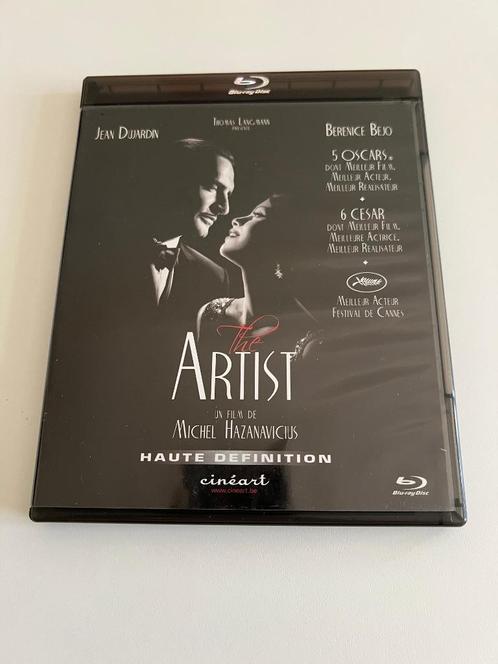 Blu-ray Disc
Thomas Langmann
présente
Jean Dujardin
Berenice Bejo
5 Oscars®
dont Meilleur Film,
Meilleur Acteur,
Meilleur Réalisateur
6 César
dont Meilleur Film,
Meilleure Actrice,
Meilleur Réalisateur
Meilleur Acteur
Festival de Cannes
The
Artist
un film de
Michel Hazanavicius
HAUTE DEFINITION
cinéart
www.cineart.be
Blu-ray Disc